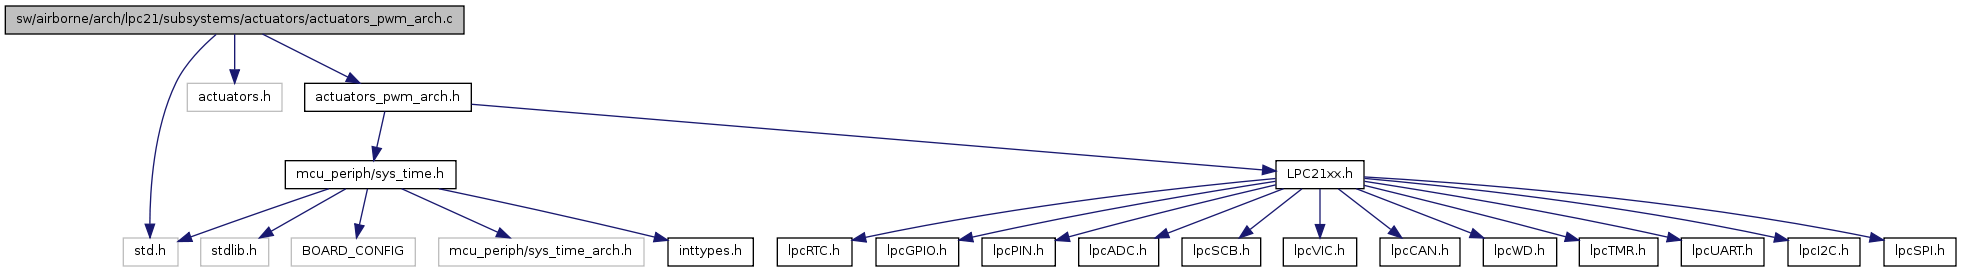 sw/airborne/arch/lpc21/subsystems/actuators/actuators_pwm_arch.c
actuators.h
actuators_pwm_arch.h
mcu_periph/sys_time.h
LPC21xx.h
std.h
stdlib.h
BOARD_CONFIG
mcu_periph/sys_time_arch.h
inttypes.h
lpcRTC.h
lpcGPIO.h
lpcPIN.h
lpcADC.h
lpcSCB.h
lpcVIC.h
lpcCAN.h
lpcWD.h
lpcTMR.h
lpcUART.h
lpcI2C.h
lpcSPI.h